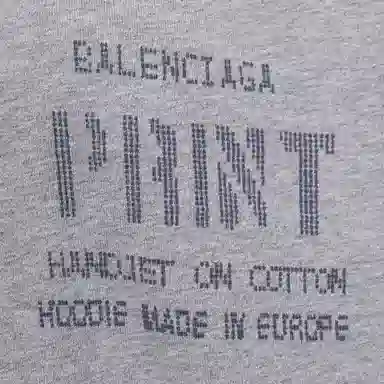 BALENCIAGA
PRINT
HANDJET ON COTTON
HOODIE MADE IN EUROPE